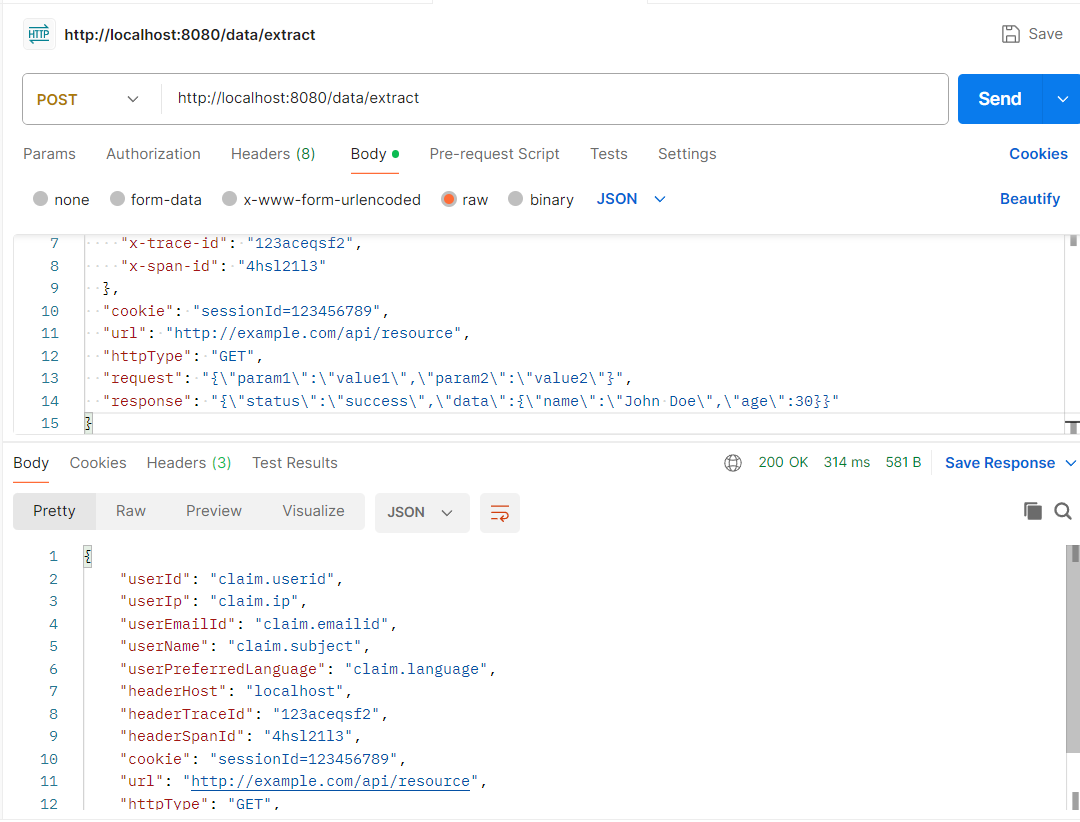 HTTP http://localhost:8080/data/extract Save
POST http://localhost:8080/data/extract Send
Params Authorization Headers (8) Body Pre-request Script Tests Settings Cookies
none form-data x-www-form-urlencoded raw binary JSON Beautify
7 "x-trace-id": "123aceqsf2",
8 "x-span-id": "4hsl21l3"
9 },
10 "cookie": "sessionId=123456789",
11 "url": "http://example.com/api/resource",
12 "httpType": "GET",
13 "request": "{\"param1\":\"value1\",\"param2\":\"value2\"}",
14 "response": "{\"status\":\"success\",\"data\":{\"name\":\"John Doe\",\"age\":30}}"
15 }
Body Cookies Headers (3) Test Results 200 OK 314 ms 581 B Save Response
Pretty Raw Preview Visualize JSON
1 {
2 "userId": "claim.userid",
3 "userIp": "claim.ip",
4 "userEmailId": "claim.emailid",
5 "userName": "claim.subject",
6 "userPreferredLanguage": "claim.language",
7 "headerHost": "localhost",
8 "headerTraceId": "123aceqsf2",
9 "headerSpanId": "4hsl21l3",
10 "cookie": "sessionId=123456789",
11 "url": "http://example.com/api/resource",
12 "httpType": "GET",